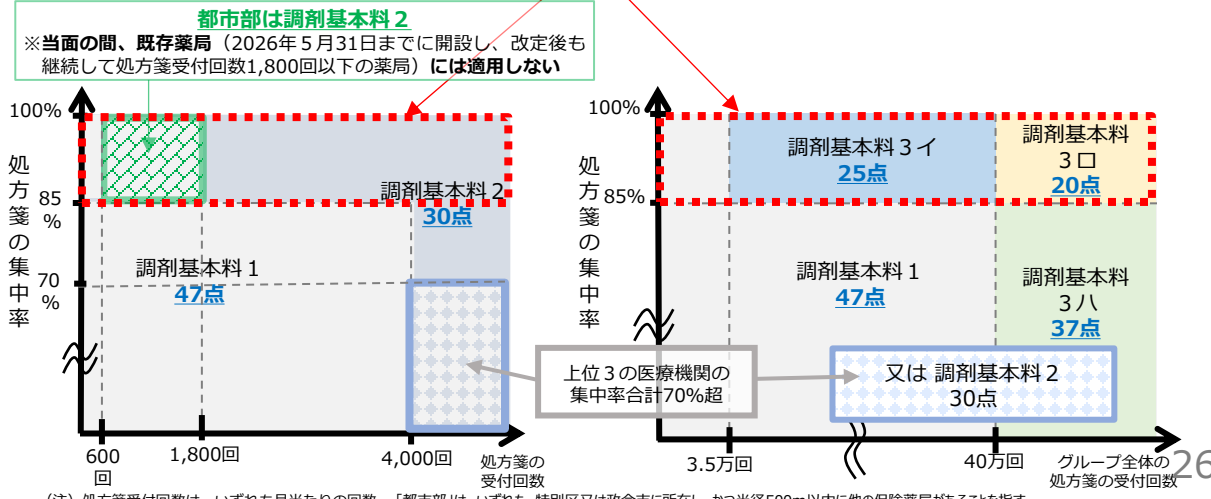 都市部は調剤基本料２
※当面の間、既存薬局（2026年５月31日までに開設し、改定後も
継続して処方箋受付回数1,800回以下の薬局）には適用しない
100%
85
%
70
%
処方箋の集中率
調剤基本料２
30点
調剤基本料１
47点
600
回
1,800回
4,000回
処方箋の
受付回数
上位３の医療機関の
集中率合計70%超
100%
85%
処方箋の集中率
調剤基本料３イ
25点
調剤基本料
３ロ
20点
調剤基本料１
47点
調剤基本料
３ハ
37点
又は 調剤基本料２
30点
3.5万回
40万回
グループ全体の
処方箋の受付回数
26